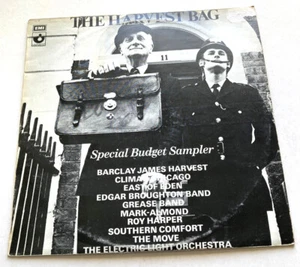 THE HARVEST BAG
EMI
11
Special Budget Sampler
BARCLAY JAMES HARVEST
CLIMAX CHICAGO
EAST OF EDEN
EDGAR BROUGHTON BAND
GREASE BAND
MARK-ALMOND
ROY HARPER
SOUTHERN COMFORT
THE MOVE
THE ELECTRIC LIGHT ORCHESTRA